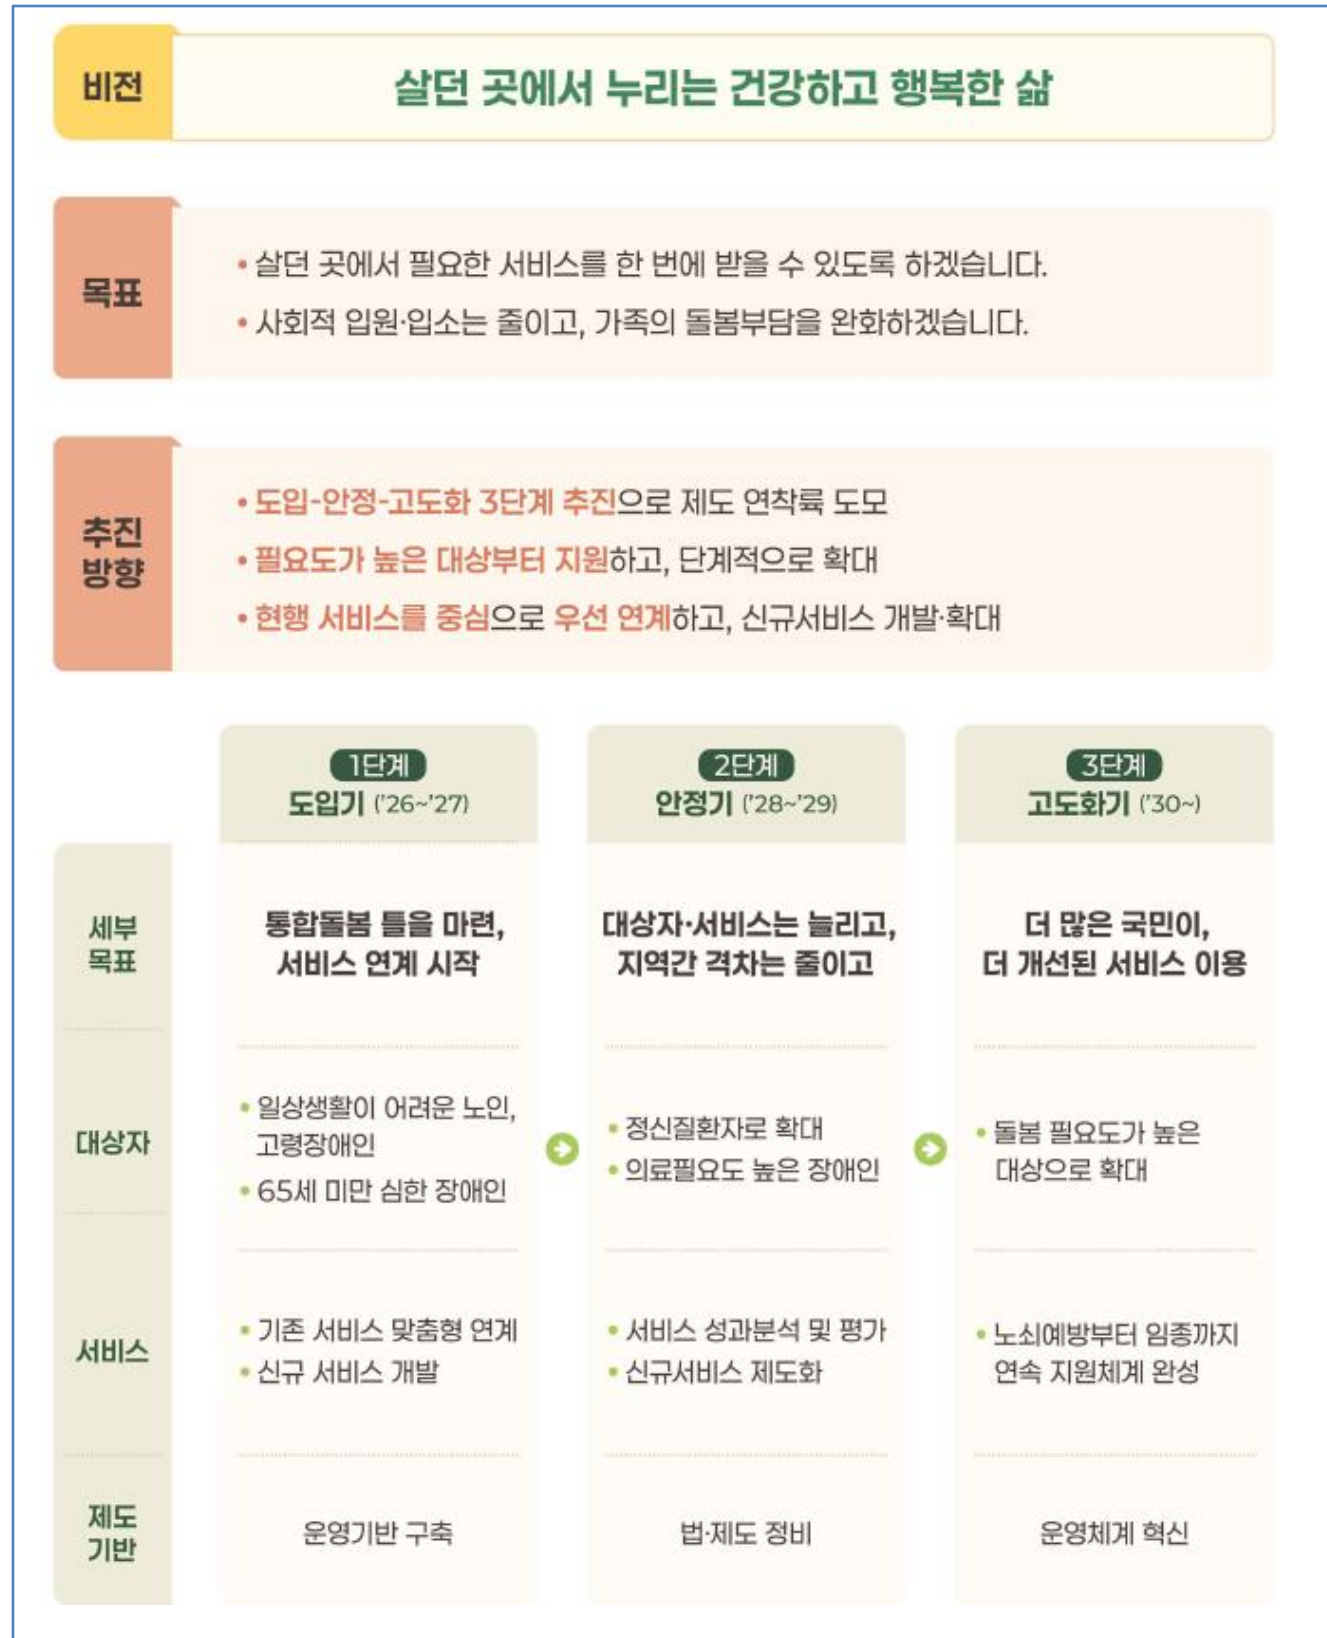 비전
살던 곳에서 누리는 건강하고 행복한 삶
목표
• 살던 곳에서 필요한 서비스를 한 번에 받을 수 있도록 하겠습니다.
• 사회적 입원·입소는 줄이고, 가족의 돌봄부담을 완화하겠습니다.
추진
방향
• 도입-안정-고도화 3단계 추진으로 제도 연착륙 도모
• 필요도가 높은 대상부터 지원하고, 단계적으로 확대
• 현행 서비스를 중심으로 우선 연계하고, 신규서비스 개발·확대
1단계
도입기 ('26~'27)
2단계
안정기 ('28~'29)
3단계
고도화기 ('30~)
세부
목표
통합돌봄 틀을 마련,
서비스 연계 시작
대상자·서비스는 늘리고,
지역간 격차는 줄이고
더 많은 국민이,
더 개선된 서비스 이용
대상자
• 일상생활이 어려운 노인,
고령장애인
• 65세 미만 심한 장애인
• 정신질환자로 확대
• 의료필요도 높은 장애인
• 돌봄 필요도가 높은
대상으로 확대
서비스
• 기존 서비스 맞춤형 연계
• 신규 서비스 개발
• 서비스 성과분석 및 평가
• 신규서비스 제도화
• 노쇠예방부터 임종까지
연속 지원체계 완성
제도
기반
운영기반 구축
법·제도 정비
운영체계 혁신